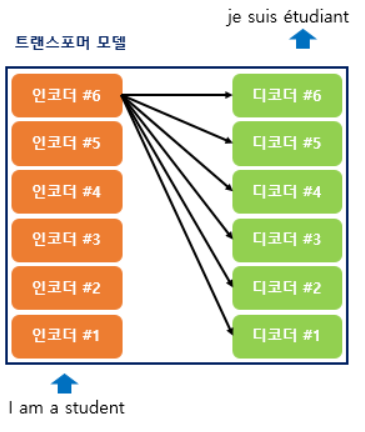 je suis étudiant
트랜스포머 모델
인코더 #6
디코더 #6
인코더 #5
디코더 #5
인코더 #4
디코더 #4
인코더 #3
디코더 #3
인코더 #2
디코더 #2
인코더 #1
디코더 #1
I am a student